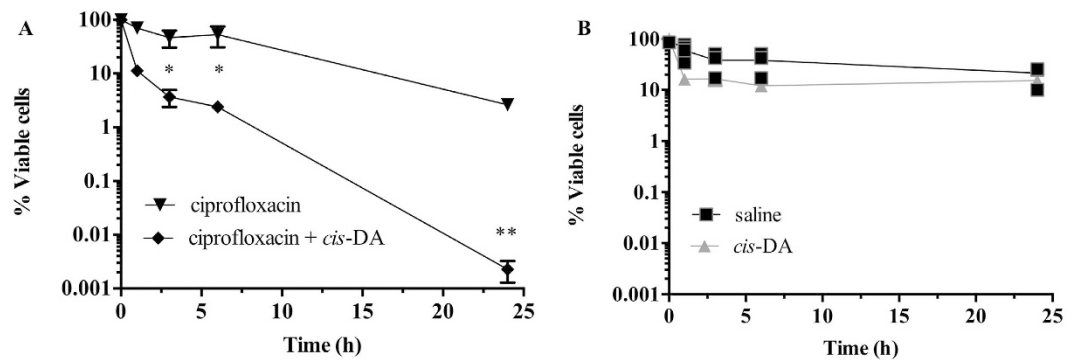 A
% Viable cells
100
10
1
0.1
0.01
0.001
*
*
**
ciprofloxacin
ciprofloxacin + cis-DA
0 5 10 15 20 25
Time (h)
B
% Viable cells
100
10
1
0.1
0.01
0.001
saline
cis-DA
0 5 10 15 20 25
Time (h)